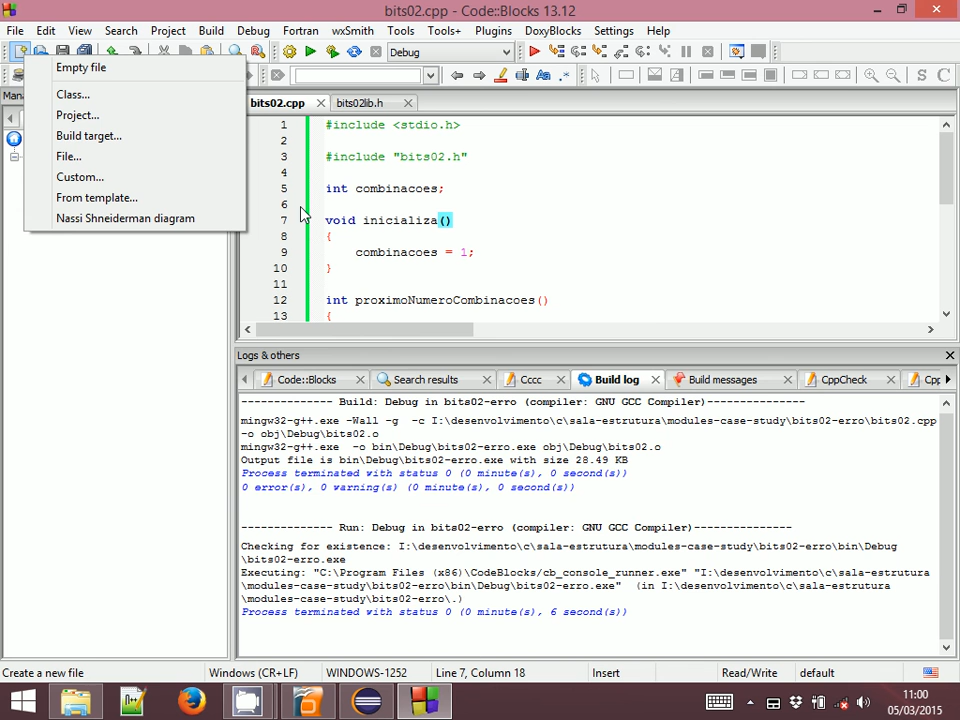 bits02.cpp - Code::Blocks 13.12
File Edit View Search Project Build Debug Fortran wxSmith Tools Tools+ Plugins DoxyBlocks Settings Help
Debug
S C
Empty file
Class...
Project...
Build target...
File...
Custom...
From template...
Nassi Shneiderman diagram
bits02.cpp bits02lib.h
1 #include <stdio.h>
2
3 #include "bits02.h"
4
5 int combinacoes;
6
7 void inicializa()
8 {
9 combinacoes = 1;
10 }
11
12 int proximoNumeroCombinacoes()
13 {
Logs & others
Code::Blocks Search results Cccc Build log Build messages CppCheck
-------------- Build: Debug in bits02-erro (compiler: GNU GCC Compiler)---------------
mingw32-g++.exe -Wall -g -c I:\desenvolvimento\c\sala-estrutura\modules-case-study\bits02-erro\bits02.cpp
-o obj\Debug\bits02.o
mingw32-g++.exe -o bin\Debug\bits02-erro.exe obj\Debug\bits02.o
Output file is bin\Debug\bits02-erro.exe with size 28.49 KB
Process terminated with status 0 (0 minute(s), 0 second(s))
0 error(s), 0 warning(s) (0 minute(s), 0 second(s))
-------------- Run: Debug in bits02-erro (compiler: GNU GCC Compiler)---------------
Checking for existence: I:\desenvolvimento\c\sala-estrutura\modules-case-study\bits02-erro\bin\Debug
\bits02-erro.exe
Executing: "C:\Program Files (x86)\CodeBlocks/cb_console_runner.exe" "I:\desenvolvimento\c\sala-estrutura
\modules-case-study\bits02-erro\bin\Debug\bits02-erro.exe" (in I:\desenvolvimento\c\sala-estrutura
\modules-case-study\bits02-erro\.)
Process terminated with status 0 (0 minute(s), 6 second(s))
Create a new file Windows (CR+LF) WINDOWS-1252 Line 7, Column 18 Insert Read/Write default
11:00
05/03/2015